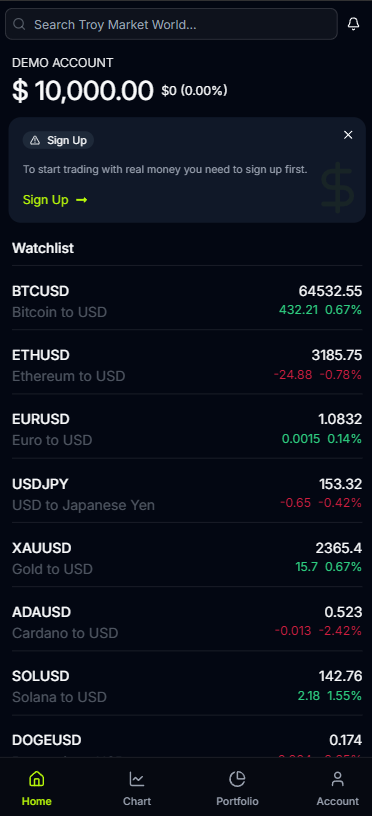 Search Troy Market World...
DEMO ACCOUNT
$ 10,000.00 $0 (0.00%)
Sign Up
To start trading with real money you need to sign up first.
Sign Up →
Watchlist
BTCUSD 64532.55
Bitcoin to USD 432.21 0.67%
ETHUSD 3185.75
Ethereum to USD -24.88 -0.78%
EURUSD 1.0832
Euro to USD 0.0015 0.14%
USDJPY 153.32
USD to Japanese Yen -0.65 -0.42%
XAUUSD 2365.4
Gold to USD 15.7 0.67%
ADAUSD 0.523
Cardano to USD -0.013 -2.42%
SOLUSD 142.76
Solana to USD 2.18 1.55%
DOGEUSD 0.174
Home Chart Portfolio Account